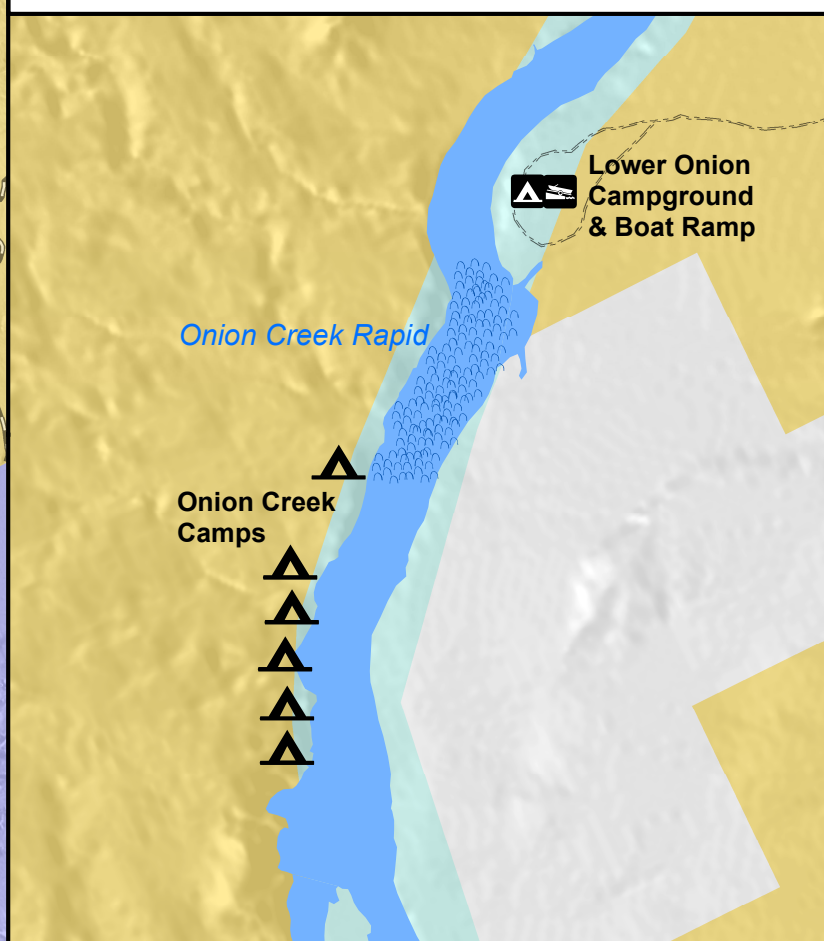 Lower Onion
Campground
& Boat Ramp
Onion Creek Rapid
Onion Creek
Camps